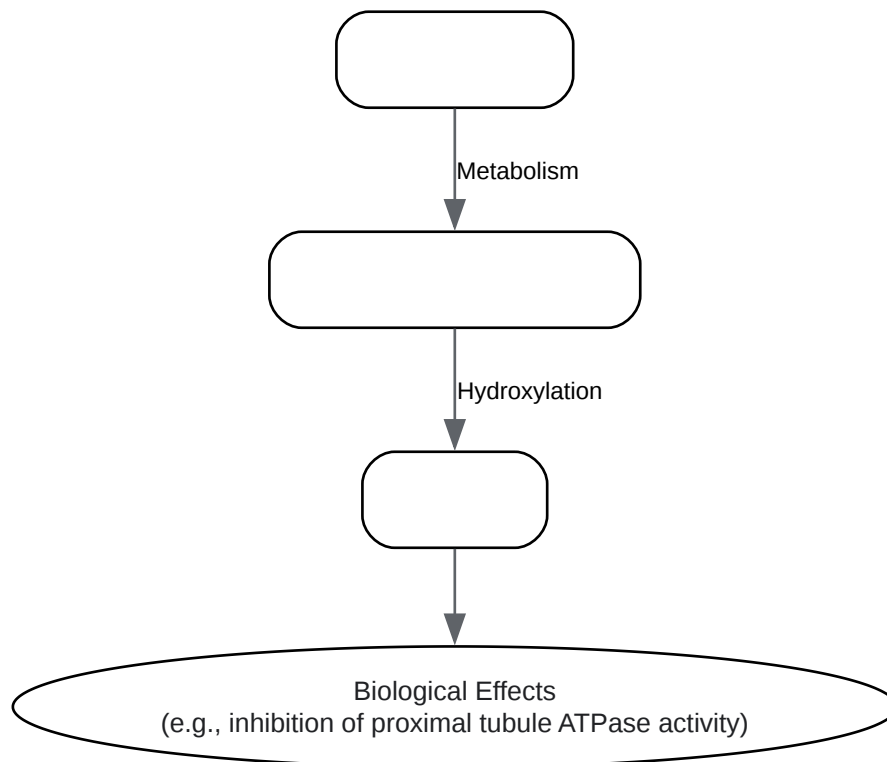 Metabolism
Hydroxylation
Biological Effects
(e.g., inhibition of proximal tubule ATPase activity)